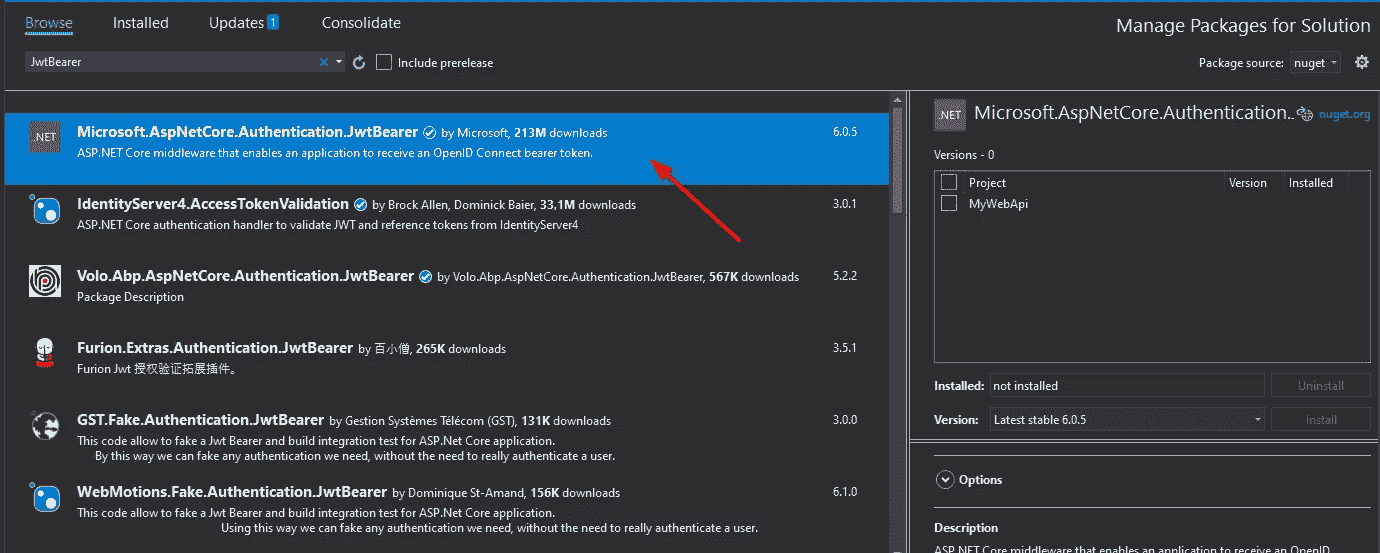 Browse Installed Updates 1 Consolidate
Manage Packages for Solution
JwtBearer
Include prerelease
Package source: nuget
.NET
Microsoft.AspNetCore.Authentication.JwtBearer by Microsoft, 213M downloads 6.0.5
ASP.NET Core middleware that enables an application to receive an OpenID Connect bearer token.
IdentityServer4.AccessTokenValidation by Brock Allen, Dominick Baier, 33,1M downloads 3.0.1
ASP.NET Core authentication handler to validate JWT and reference tokens from IdentityServer4
Volo.Abp.AspNetCore.Authentication.JwtBearer by Volo.Abp.AspNetCore.Authentication.JwtBearer, 567K downloads 5.2.2
Package Description
Furion.Extras.Authentication.JwtBearer by 百小僧, 265K downloads 3.5.1
Furion Jwt 授权验证拓展插件。
GST.Fake.Authentication.JwtBearer by Gestion Systèmes Télécom (GST), 131K downloads 3.0.0
This code allow to fake a Jwt Bearer and build integration test for ASP.Net Core application.
By this way we can fake any authentication we need, without the need to really authenticate a user.
WebMotions.Fake.Authentication.JwtBearer by Dominique St-Amand, 156K downloads 6.1.0
This code allow to fake a Jwt Bearer and build integration test for ASP.Net Core application.
Using this way we can fake any authentication we need, without the need to really authenticate a user.
.NET Microsoft.AspNetCore.Authentication.. nuget.org
Versions - 0
Project Version Installed
MyWebApi
Installed: not installed Uninstall
Version: Latest stable 6.0.5 Install
Options
Description
ASP.NET Core middleware that enables an application to receive an OpenID